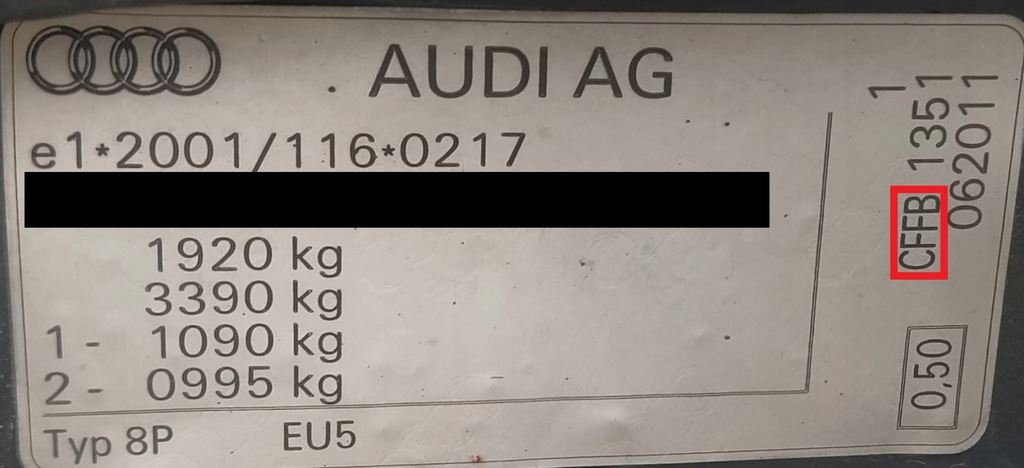 AUDI AG
e1*2001/116*0217
1920 kg
3390 kg
1 - 1090 kg
2 - 0995 kg
Typ 8P EU5
1
CFFB 1351
062011
0,50